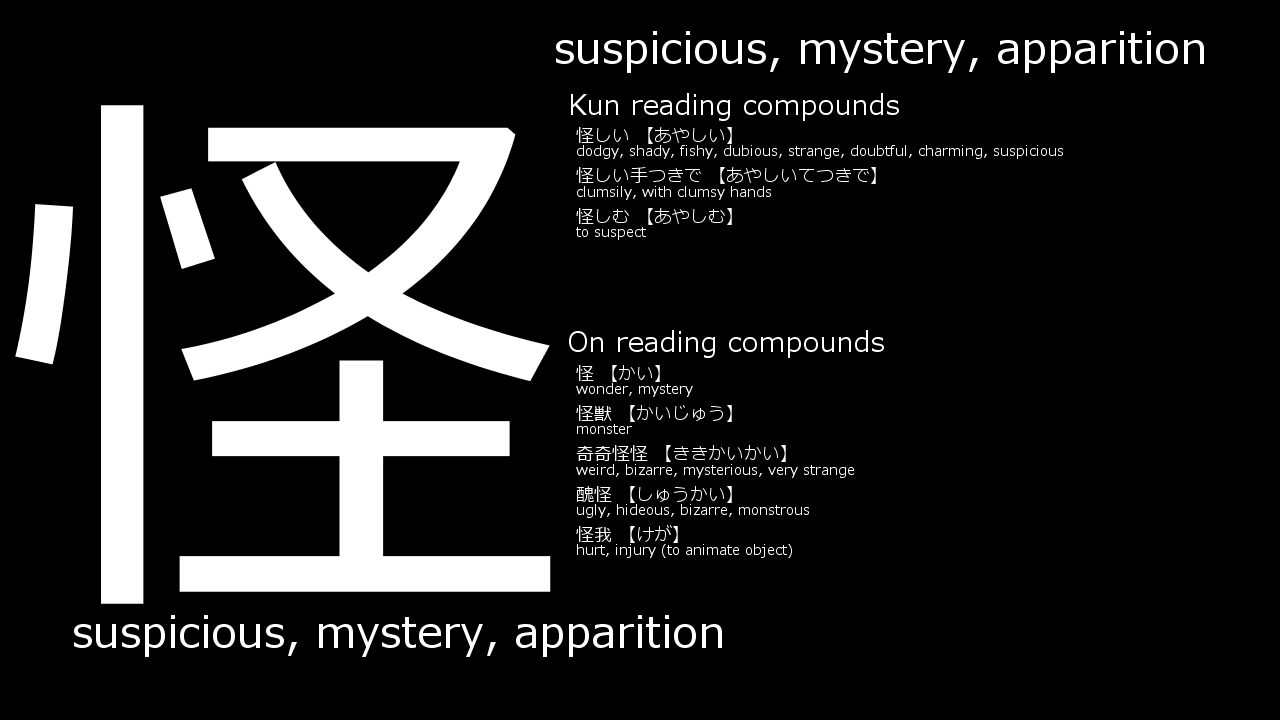 怪
suspicious, mystery, apparition
Kun reading compounds
怪しい 【あやしい】
dodgy, shady, fishy, dubious, strange, doubtful, charming, suspicious
怪しい手つきで 【あやしいてつきで】
clumsily, with clumsy hands
怪しむ 【あやしむ】
to suspect
On reading compounds
怪 【かい】
wonder, mystery
怪獣 【かいじゅう】
monster
奇奇怪怪 【ききかいかい】
weird, bizarre, mysterious, very strange
醜怪 【しゅうかい】
ugly, hideous, bizarre, monstrous
怪我 【けが】
hurt, injury (to animate object)
suspicious, mystery, apparition